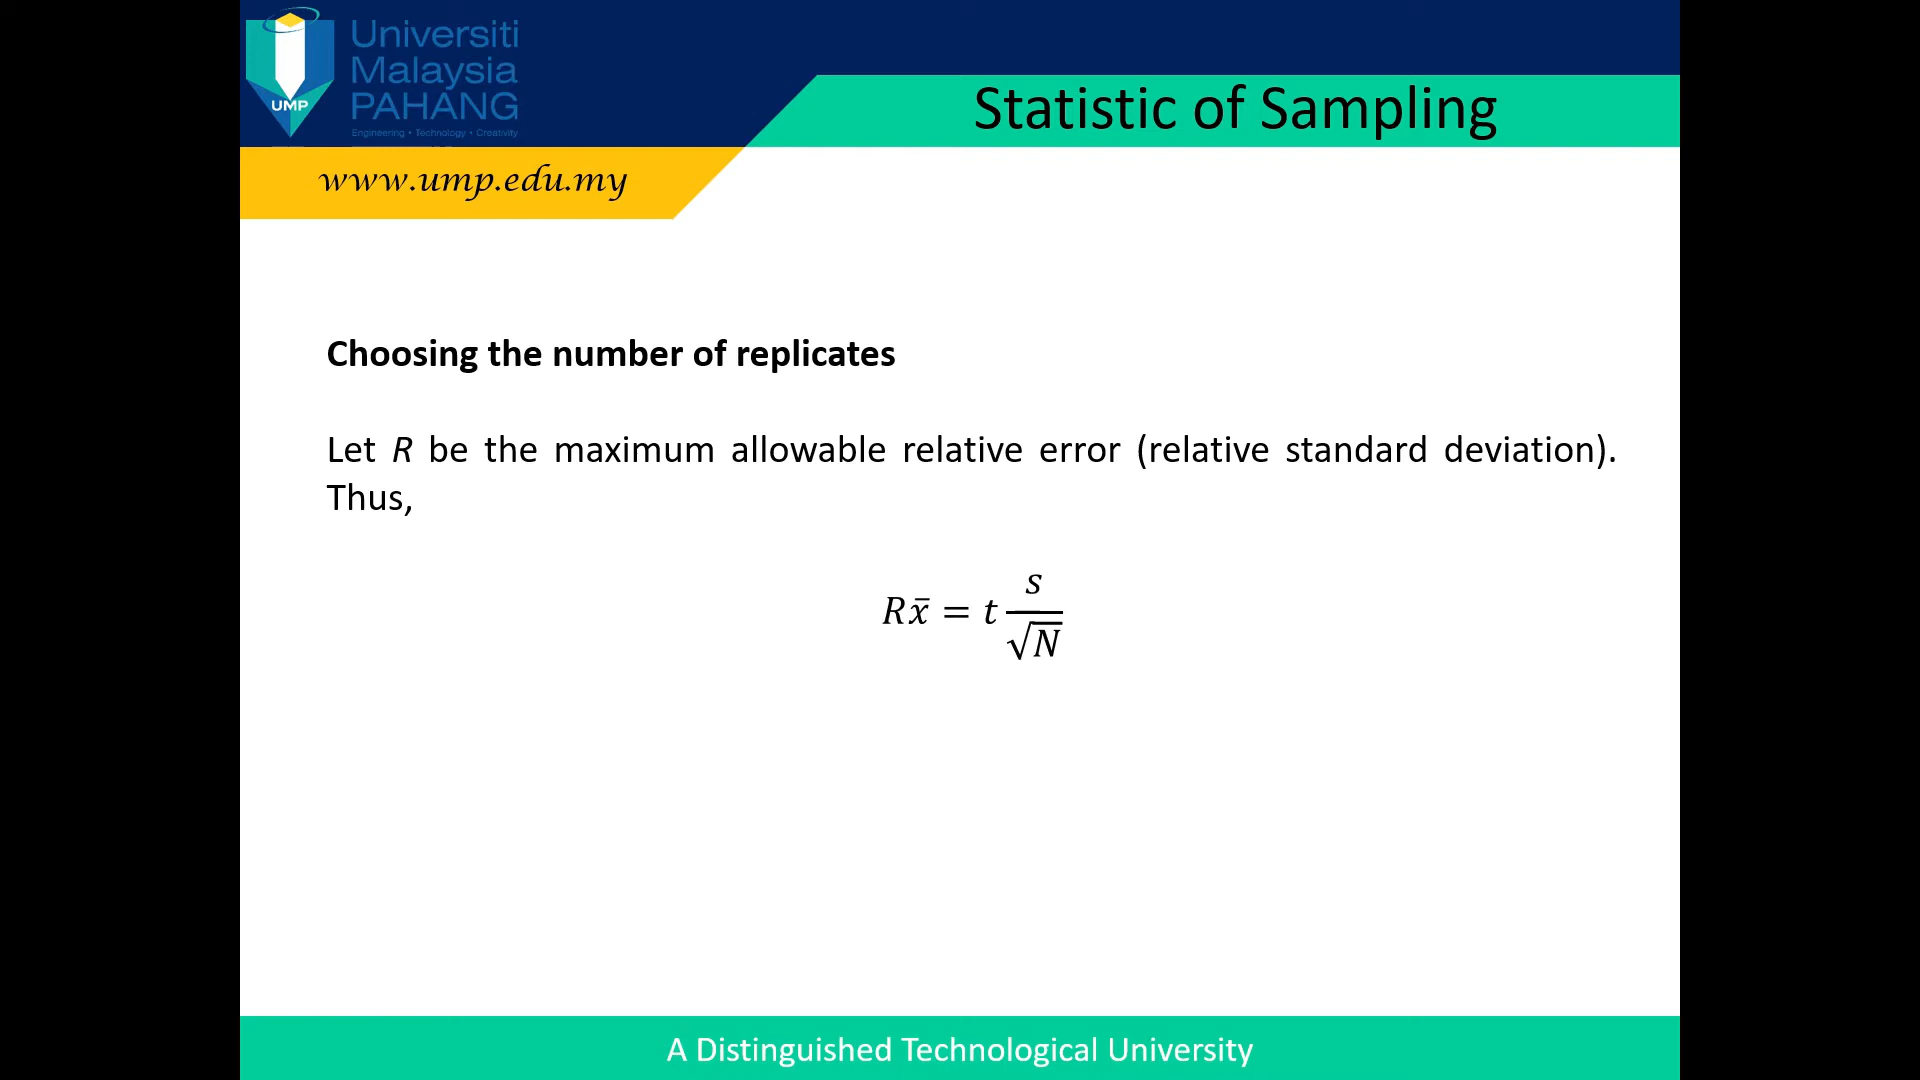 Universiti
Malaysia
PAHANG
Engineering • Technology • Creativity
UMP
Statistic of Sampling
www.ump.edu.my
Choosing the number of replicates
Let R be the maximum allowable relative error (relative standard deviation).
Thus,
Rx̄ = t s/√N
A Distinguished Technological University